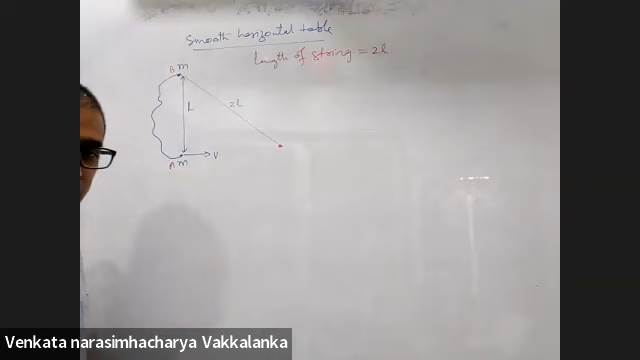 Smooth horizontal table
length of string = 2l
B m
L
2l
A m
V
Venkata narasimhacharya Vakkalanka